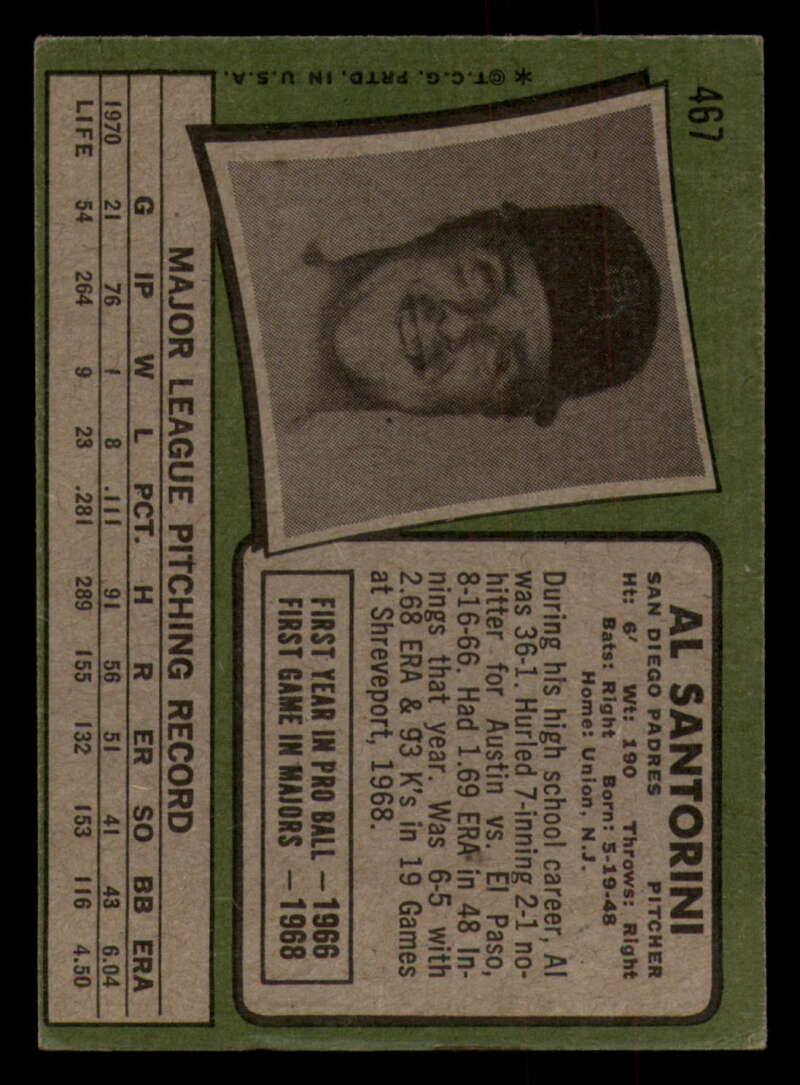 467
* © T.C.G. PRTD. IN U.S.A.
AL SANTORINI
SAN DIEGO PADRES PITCHER
Ht: 6' Wt: 190 Throws: Right
Bats: Right Born: 5-19-48
Home: Union, N.J.
During his high school career, Al
was 36-1. Hurled 7-inning 2-1 no-
hitter for Austin vs. El Paso,
8-16-66. Had 1.69 ERA in 48 In-
nings that year. Was 6-5 with
2.68 ERA & 93 K's in 19 Games
at Shreveport, 1968.
FIRST YEAR IN PRO BALL — 1966
FIRST GAME IN MAJORS — 1968
MAJOR LEAGUE PITCHING RECORD
G IP W L PCT. H R ER SO BB ERA
1970 21 76 1 8 .111 91 56 51 41 43 6.04
LIFE 54 264 9 23 .281 289 155 132 153 116 4.50